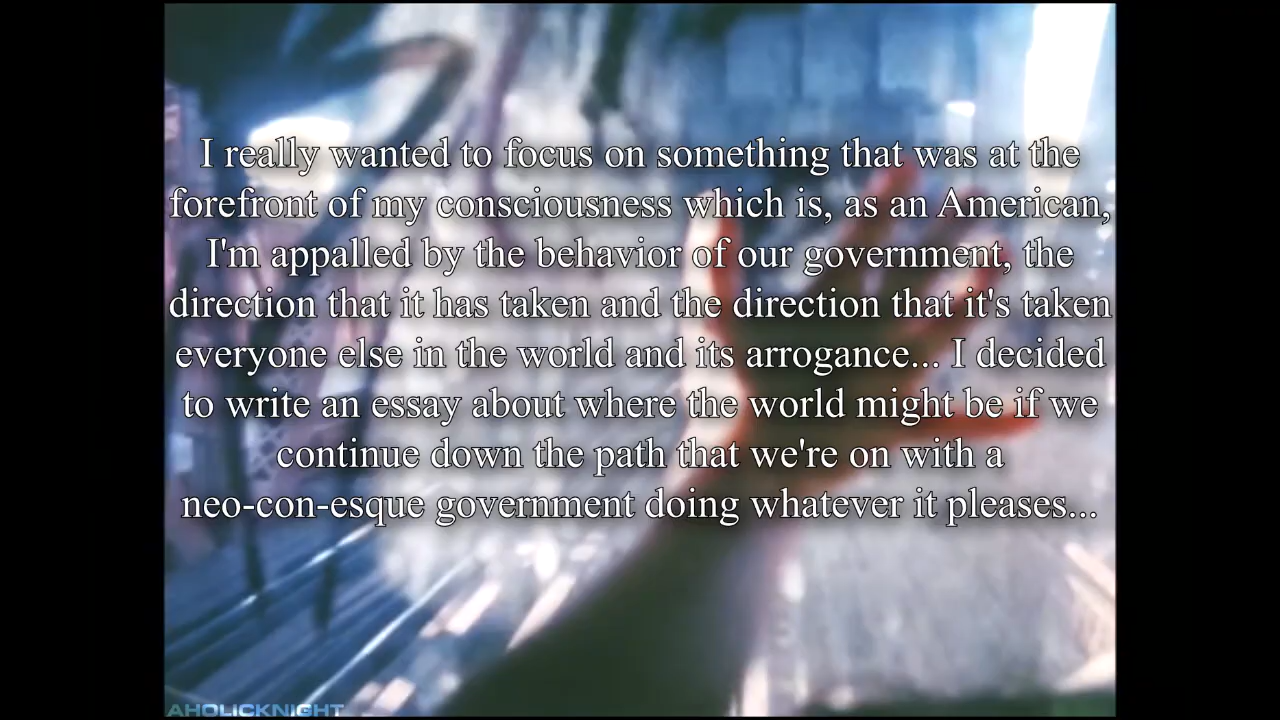 I really wanted to focus on something that was at the
forefront of my consciousness which is, as an American,
I'm appalled by the behavior of our government, the
direction that it has taken and the direction that it's taken
everyone else in the world and its arrogance... I decided
to write an essay about where the world might be if we
continue down the path that we're on with a
neo-con-esque government doing whatever it pleases...
AHOLICKNIGHT